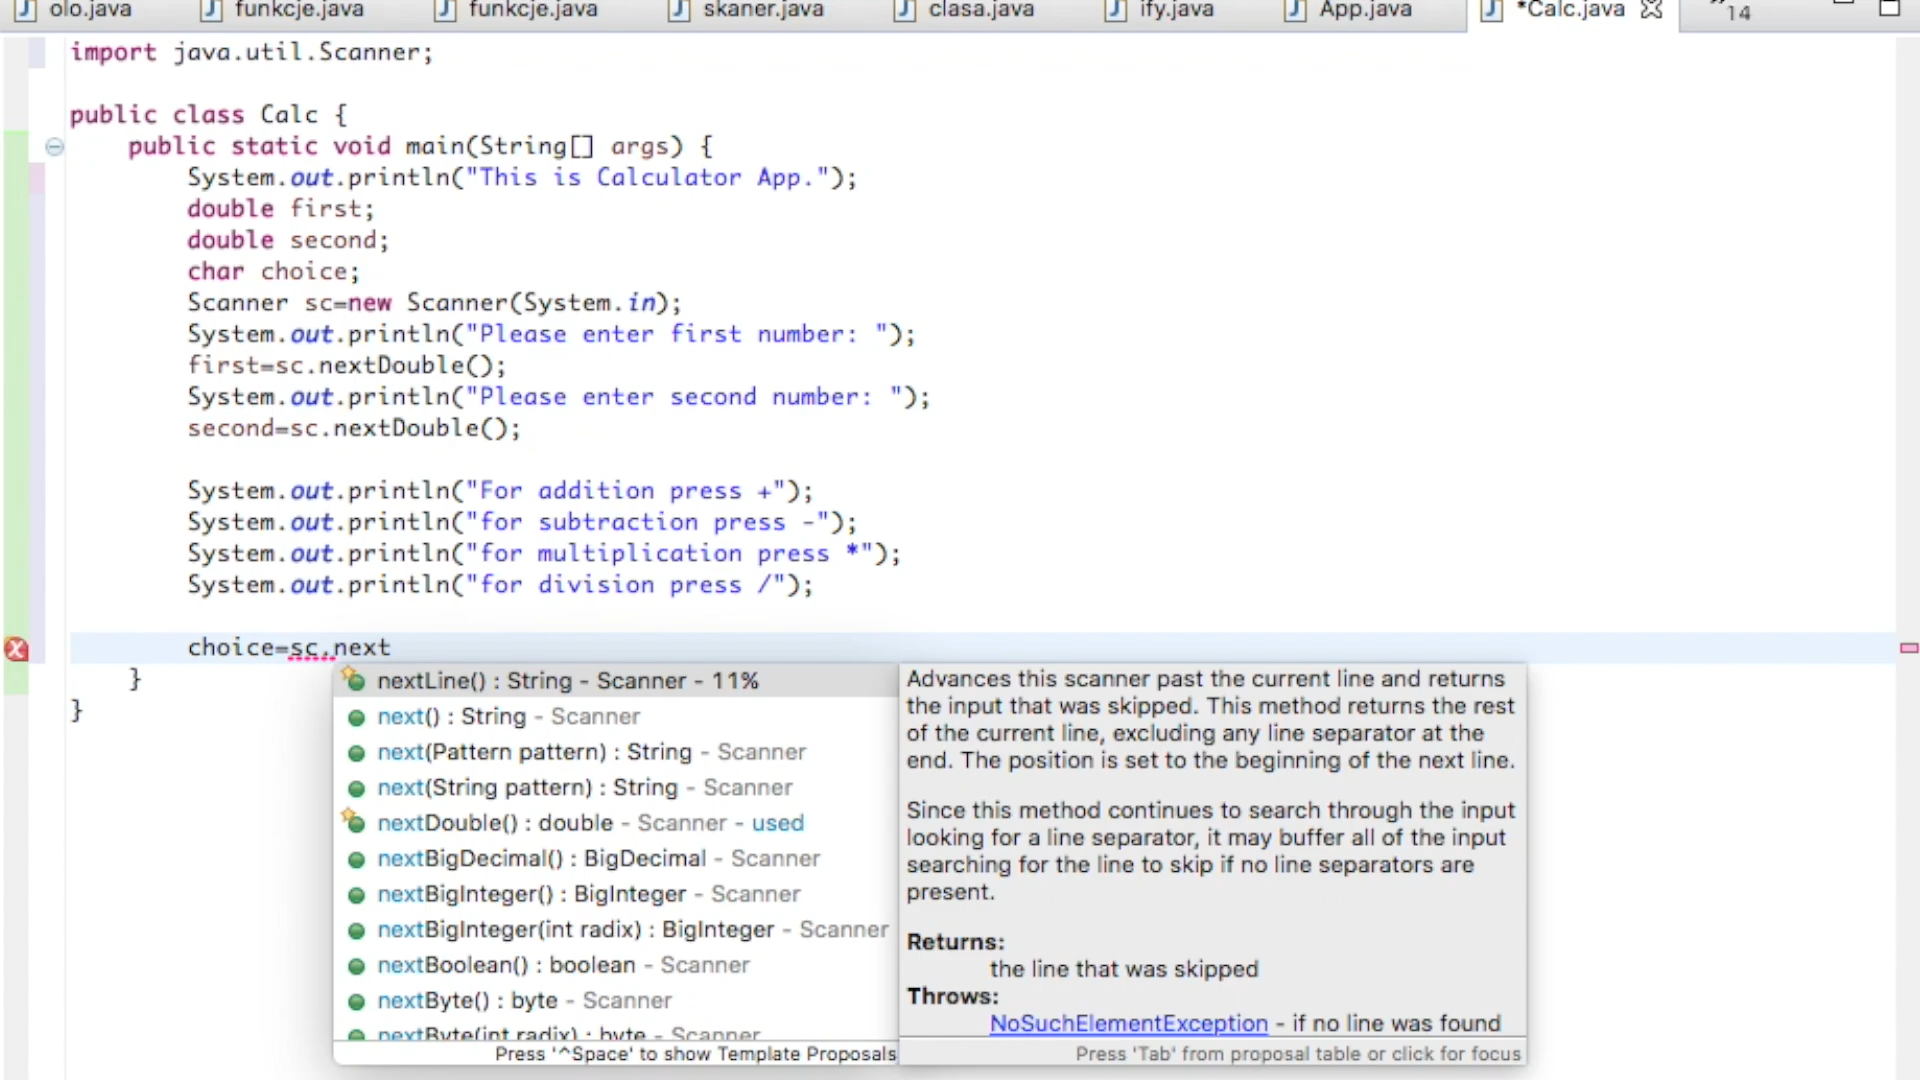 olo.java funkcje.java funkcje.java skaner.java clasa.java ify.java App.java *Calc.java "14
import java.util.Scanner;
public class Calc {
public static void main(String[] args) {
System.out.println("This is Calculator App.");
double first;
double second;
char choice;
Scanner sc=new Scanner(System.in);
System.out.println("Please enter first number: ");
first=sc.nextDouble();
System.out.println("Please enter second number: ");
second=sc.nextDouble();
System.out.println("For addition press +");
System.out.println("for subtraction press -");
System.out.println("for multiplication press *");
System.out.println("for division press /");
choice=sc.next
}
}
nextLine() : String - Scanner - 11%
next() : String - Scanner
next(Pattern pattern) : String - Scanner
next(String pattern) : String - Scanner
nextDouble() : double - Scanner - used
nextBigDecimal() : BigDecimal - Scanner
nextBigInteger() : BigInteger - Scanner
nextBigInteger(int radix) : BigInteger - Scanner
nextBoolean() : boolean - Scanner
nextByte() : byte - Scanner
nextByte(int radix) : byte - Scanner
Press '^Space' to show Template Proposals
Advances this scanner past the current line and returns
the input that was skipped. This method returns the rest
of the current line, excluding any line separator at the
end. The position is set to the beginning of the next line.
Since this method continues to search through the input
looking for a line separator, it may buffer all of the input
searching for the line to skip if no line separators are
present.
Returns:
the line that was skipped
Throws:
NoSuchElementException - if no line was found
Press 'Tab' from proposal table or click for focus